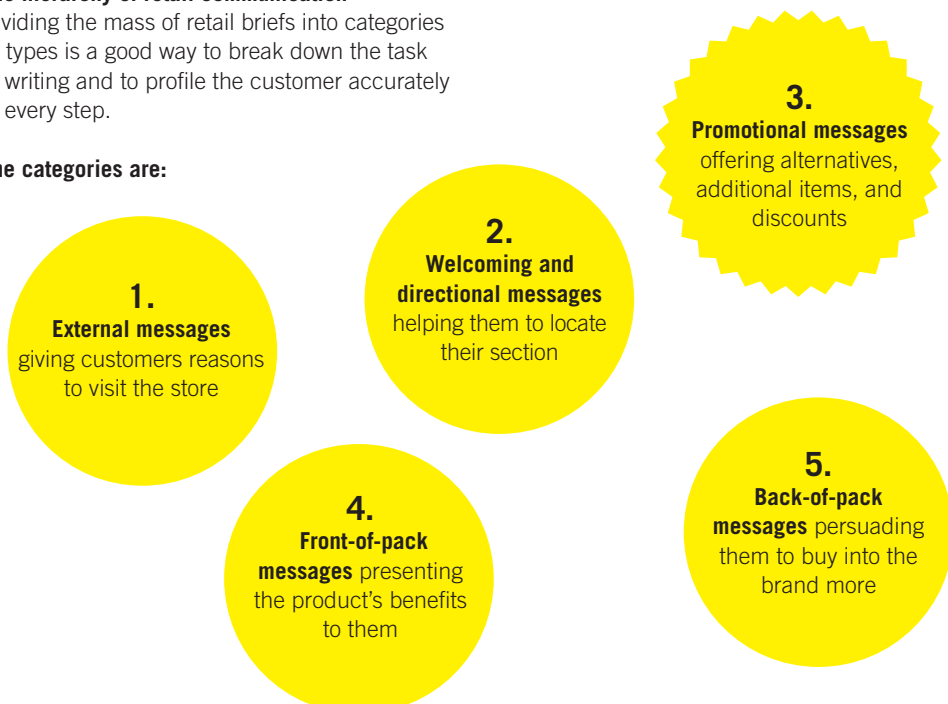 hierarchy of retail communication
viding the mass of retail briefs into categories
types is a good way to break down the task
writing and to profile the customer accurately
every step.
categories are:
1.
External messages
giving customers reasons
to visit the store
2.
Welcoming and
directional messages
helping them to locate
their section
3.
Promotional messages
offering alternatives,
additional items, and
discounts
4.
Front-of-pack
messages presenting
the product’s benefits
to them
5.
Back-of-pack
messages persuading
them to buy into the
brand more